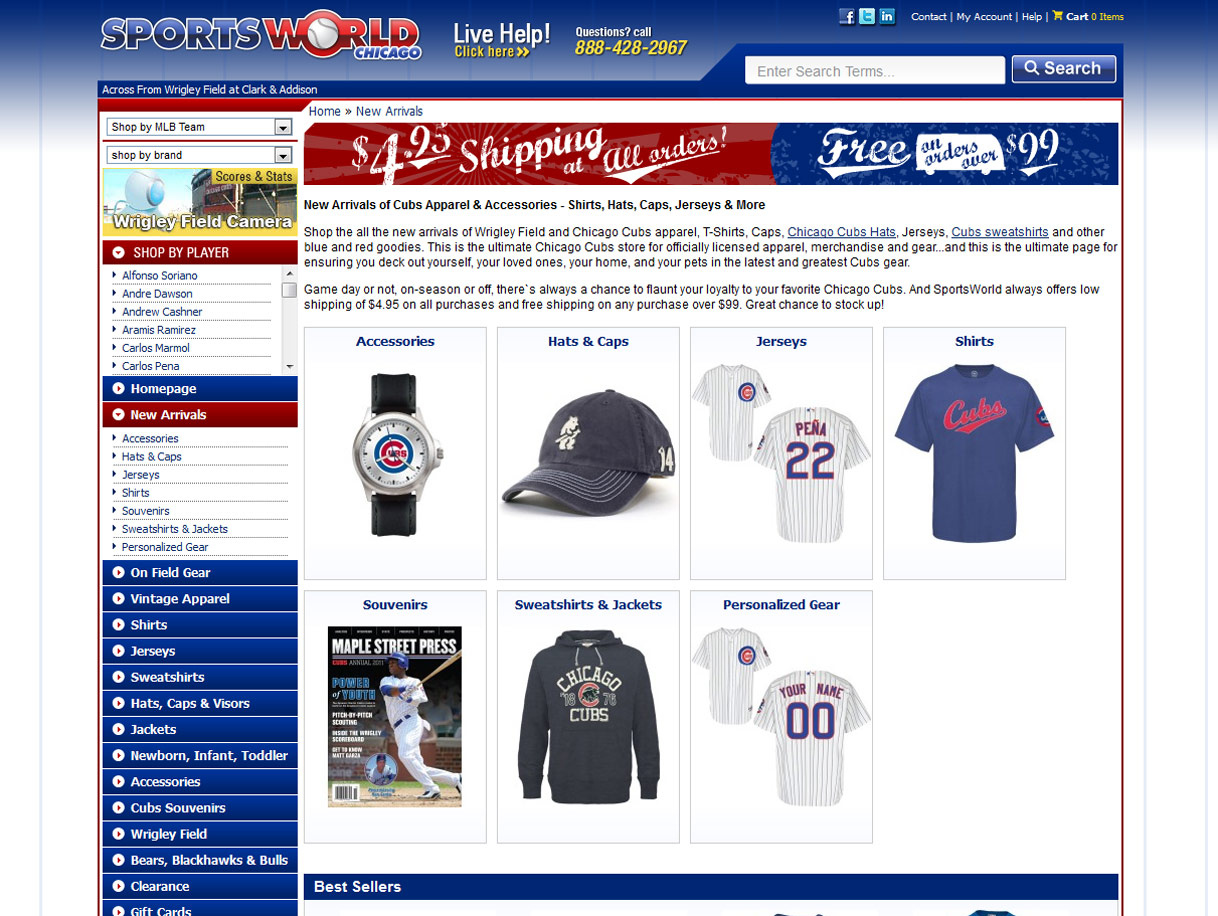 SPORTSWORLD
CHICAGO
Live Help!
Click here >>
Questions? call
888-428-2967
Contact | My Account | Help | Cart 0 Items
Enter Search Terms...
Search
Across From Wrigley Field at Clark & Addison
Shop by MLB Team
shop by brand
Scores & Stats
Wrigley Field Camera
SHOP BY PLAYER
Alfonso Soriano
Andre Dawson
Andrew Cashner
Aramis Ramirez
Carlos Marmol
Carlos Pena
Homepage
New Arrivals
Accessories
Hats & Caps
Jerseys
Shirts
Souvenirs
Sweatshirts & Jackets
Personalized Gear
On Field Gear
Vintage Apparel
Shirts
Jerseys
Sweatshirts
Hats, Caps & Visors
Jackets
Newborn, Infant, Toddler
Accessories
Cubs Souvenirs
Wrigley Field
Bears, Blackhawks & Bulls
Clearance
Gift Cards
Home » New Arrivals
$4.95 Shipping at All orders!
Free on orders over $99
New Arrivals of Cubs Apparel & Accessories - Shirts, Hats, Caps, Jerseys & More
Shop the all the new arrivals of Wrigley Field and Chicago Cubs apparel, T-Shirts, Caps, Chicago Cubs Hats, Jerseys, Cubs sweatshirts and other
blue and red goodies. This is the ultimate Chicago Cubs store for officially licensed apparel, merchandise and gear...and this is the ultimate page for
ensuring you deck out yourself, your loved ones, your home, and your pets in the latest and greatest Cubs gear.
Game day or not, on-season or off, there`s always a chance to flaunt your loyalty to your favorite Chicago Cubs. And SportsWorld always offers low
shipping of $4.95 on all purchases and free shipping on any purchase over $99. Great chance to stock up!
Accessories
CUBS
Hats & Caps
14
Jerseys
PEÑA
22
Shirts
Cubs
Souvenirs
MAPLE STREET PRESS
CUBS ANNUAL 2011
POWER
of YOUTH
PITCH-BY-PITCH
SCOUTING
INSIDE THE WRIGLEY
SCOREBOARD
GET TO KNOW
MATT GARZA
Sweatshirts & Jackets
CHICAGO
18 76
CUBS
Personalized Gear
YOUR NAME
00
Best Sellers